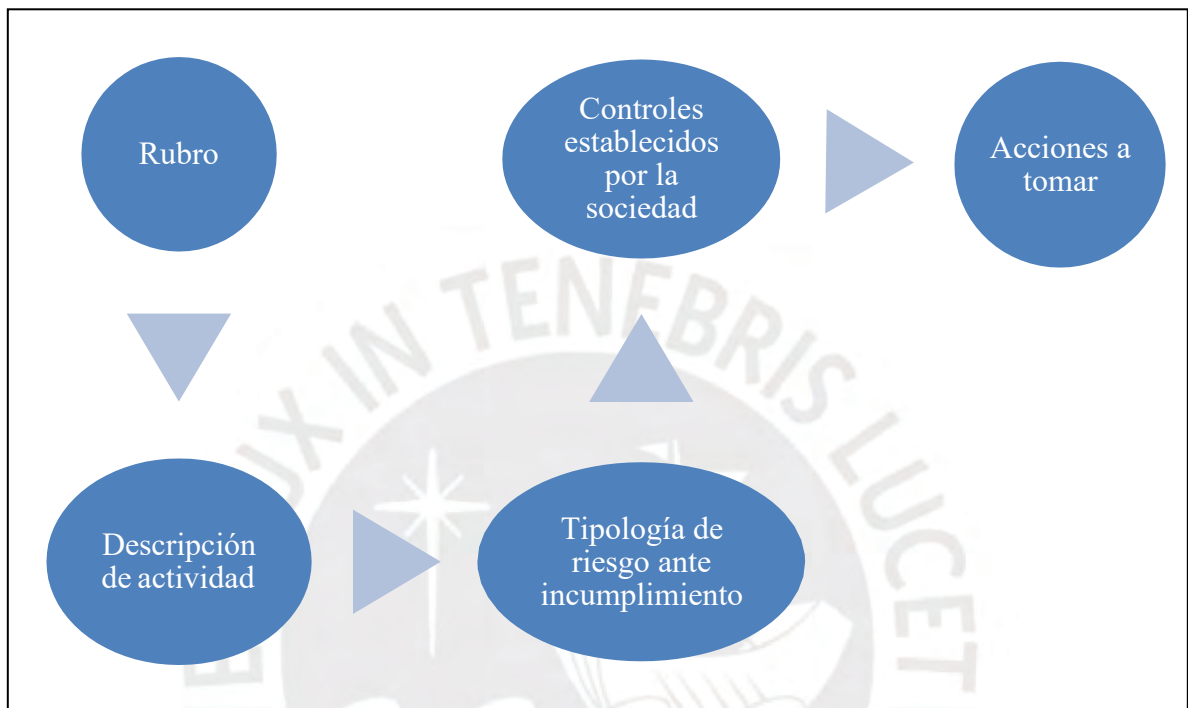 Rubro
Descripción
de actividad
Tipología de
riesgo ante
incumplimiento
Controles
establecidos
por la
sociedad
Acciones a
tomar
ET LUX IN TENEBRIS LUCET